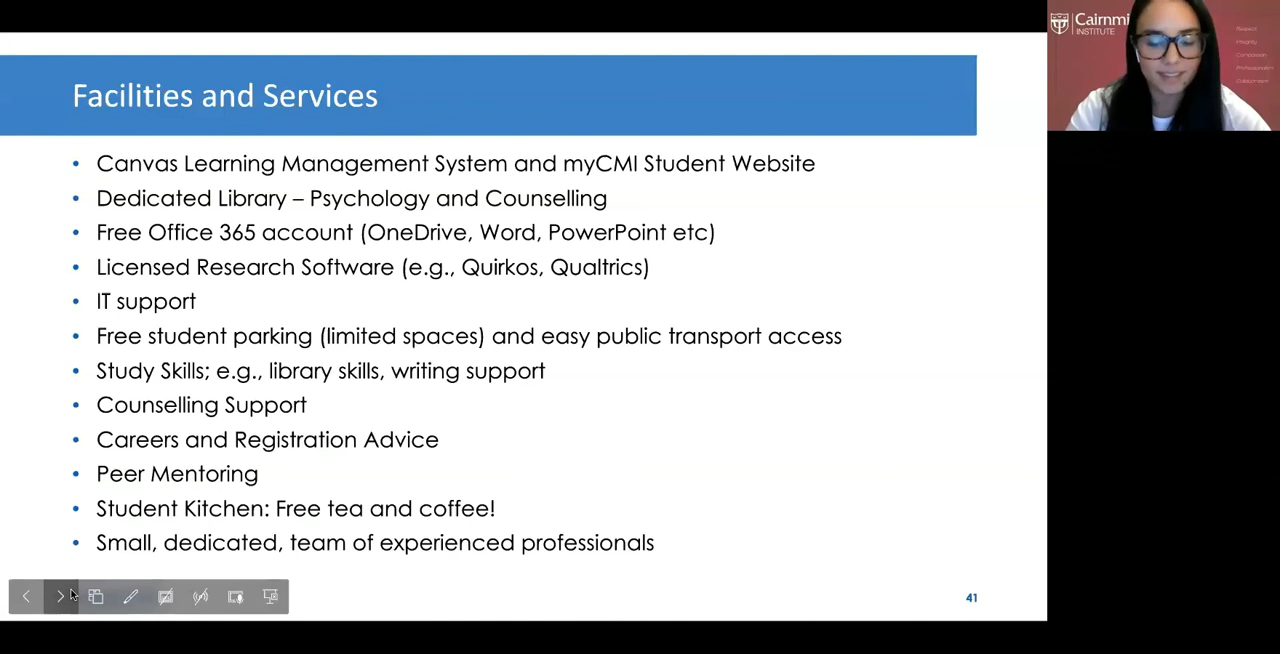 Facilities and Services
• Canvas Learning Management System and myCMI Student Website
• Dedicated Library – Psychology and Counselling
• Free Office 365 account (OneDrive, Word, PowerPoint etc)
• Licensed Research Software (e.g., Quirkos, Qualtrics)
• IT support
• Free student parking (limited spaces) and easy public transport access
• Study Skills; e.g., library skills, writing support
• Counselling Support
• Careers and Registration Advice
• Peer Mentoring
• Student Kitchen: Free tea and coffee!
• Small, dedicated, team of experienced professionals
41
Cairnmi
INSTITUTE